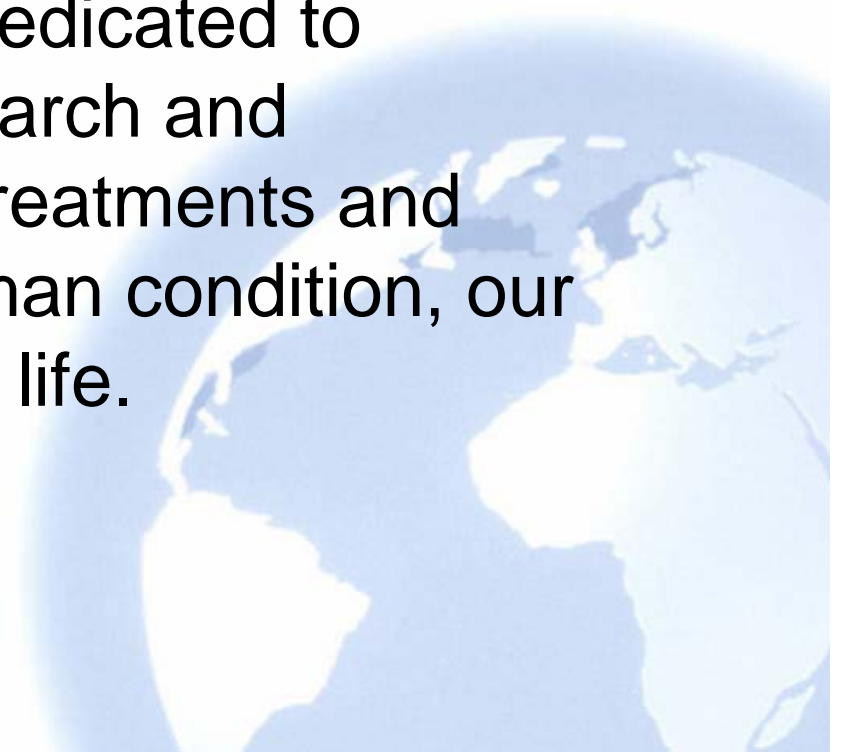 edicated to
arch and
reatments and
nan condition, our
life.